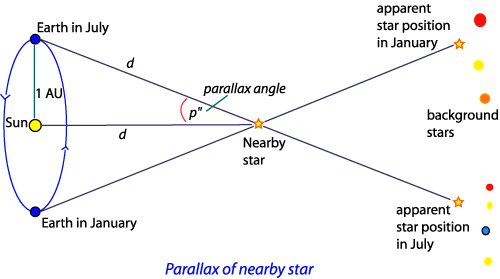 Earth in July
d
parallax angle
1 AU
p"
Sun
d
Nearby
star
Earth in January
apparent
star position
in January
background
stars
apparent
star position
in July
Parallax of nearby star